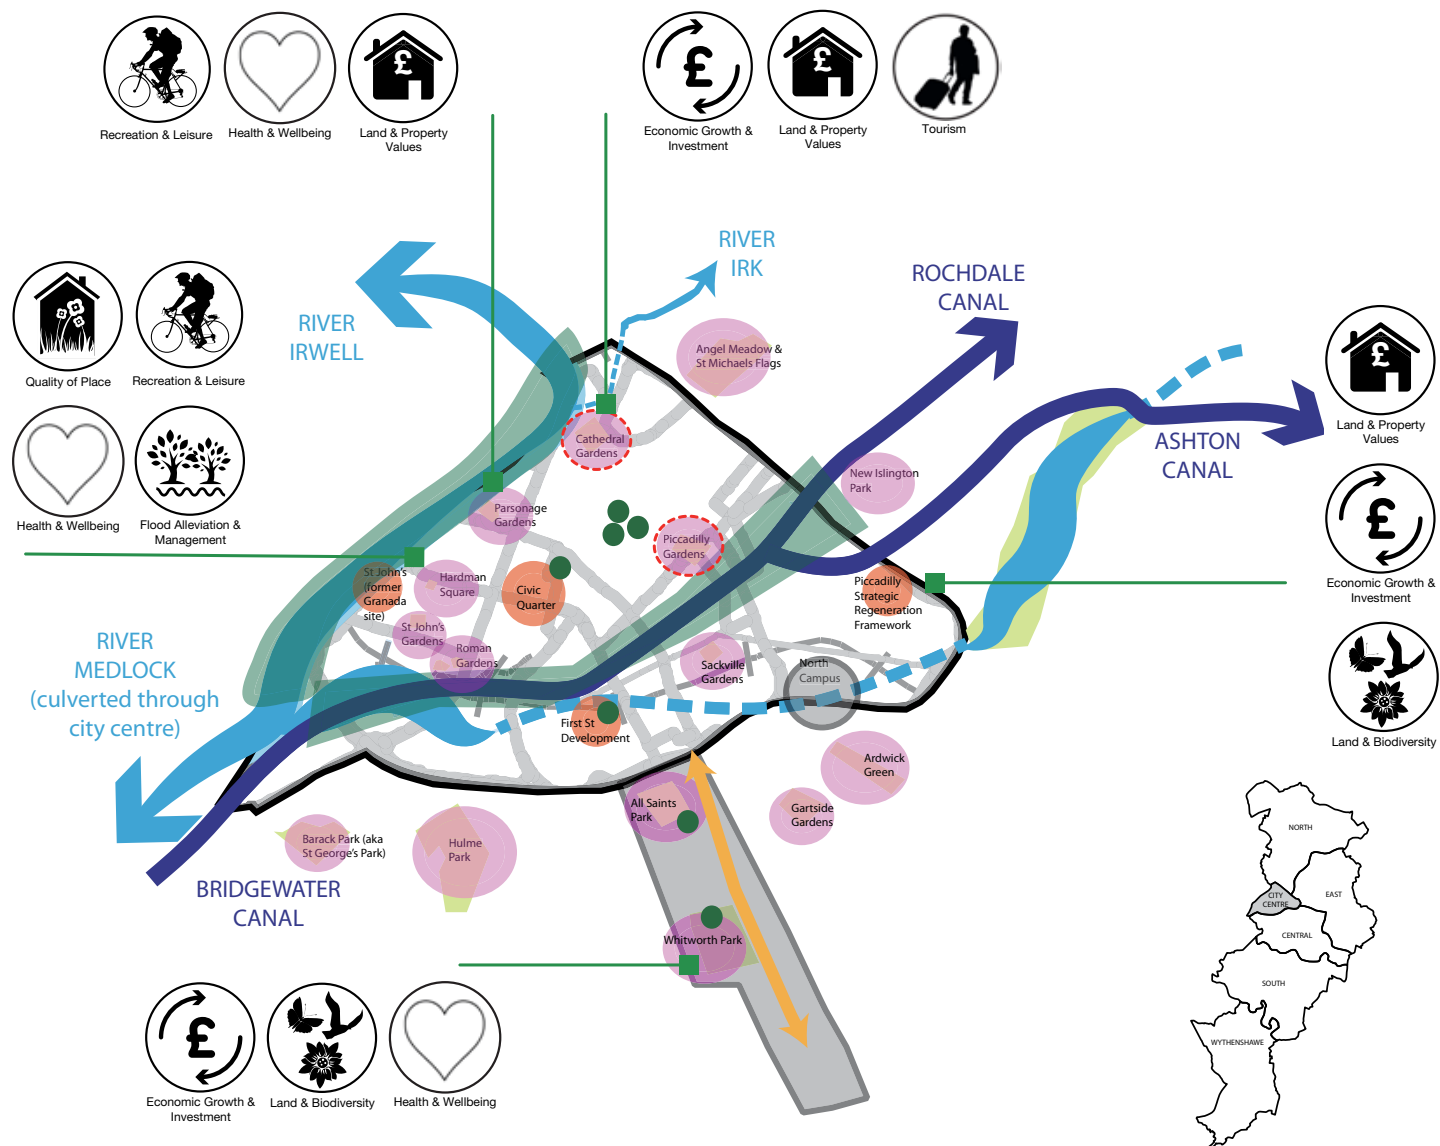 Recreation & Leisure
Health & Wellbeing
£
Land & Property
Values
£
Economic Growth &
Investment
£
Land & Property
Values
Tourism
RIVER
IRK
ROCHDALE
CANAL
RIVER
IRWELL
Quality of Place
Recreation & Leisure
Health & Wellbeing
Flood Alleviation &
Management
Angel Meadow &
St Michaels Flags
£
Land & Property
Values
ASHTON
CANAL
Cathedral
Gardens
New Islington
Park
Parsonage
Gardens
Piccadilly
Gardens
£
Economic Growth &
Investment
St John's
(former
Granada
site)
Hardman
Square
Civic
Quarter
Piccadilly
Strategic
Regeneration
Framework
St John's
Gardens
Roman
Gardens
Sackville
Gardens
North
Campus
RIVER
MEDLOCK
(culverted through
city centre)
First St
Development
Land & Biodiversity
Ardwick
Green
All Saints
Park
Gartside
Gardens
Barack Park (aka
St George's Park)
Hulme
Park
BRIDGEWATER
CANAL
Whitworth Park
£
Economic Growth &
Investment
Land & Biodiversity
Health & Wellbeing
NORTH
EAST
CITY
CENTRE
CENTRAL
SOUTH
WYTHENSHAWE